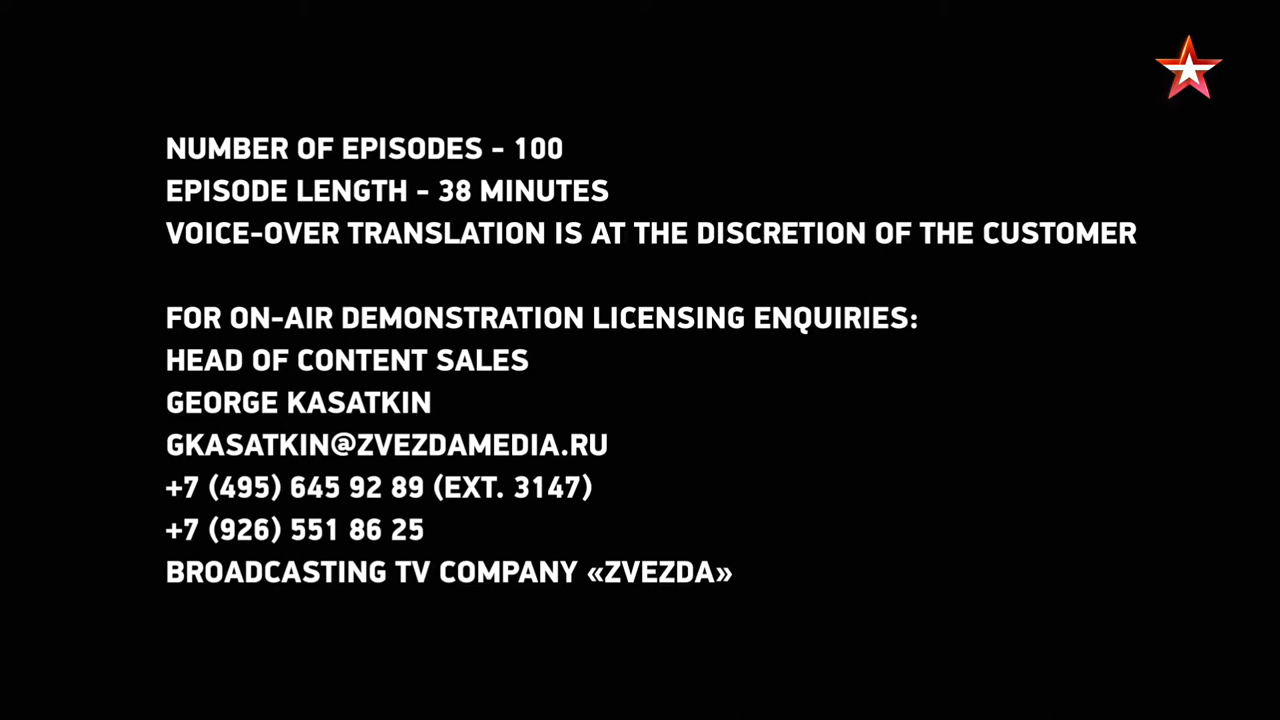 NUMBER OF EPISODES - 100
EPISODE LENGTH - 38 MINUTES
VOICE-OVER TRANSLATION IS AT THE DISCRETION OF THE CUSTOMER
FOR ON-AIR DEMONSTRATION LICENSING ENQUIRIES:
HEAD OF CONTENT SALES
GEORGE KASATKIN
GKASATKIN@ZVEZDAMEDIA.RU
+7 (495) 645 92 89 (EXT. 3147)
+7 (926) 551 86 25
BROADCASTING TV COMPANY «ZVEZDA»